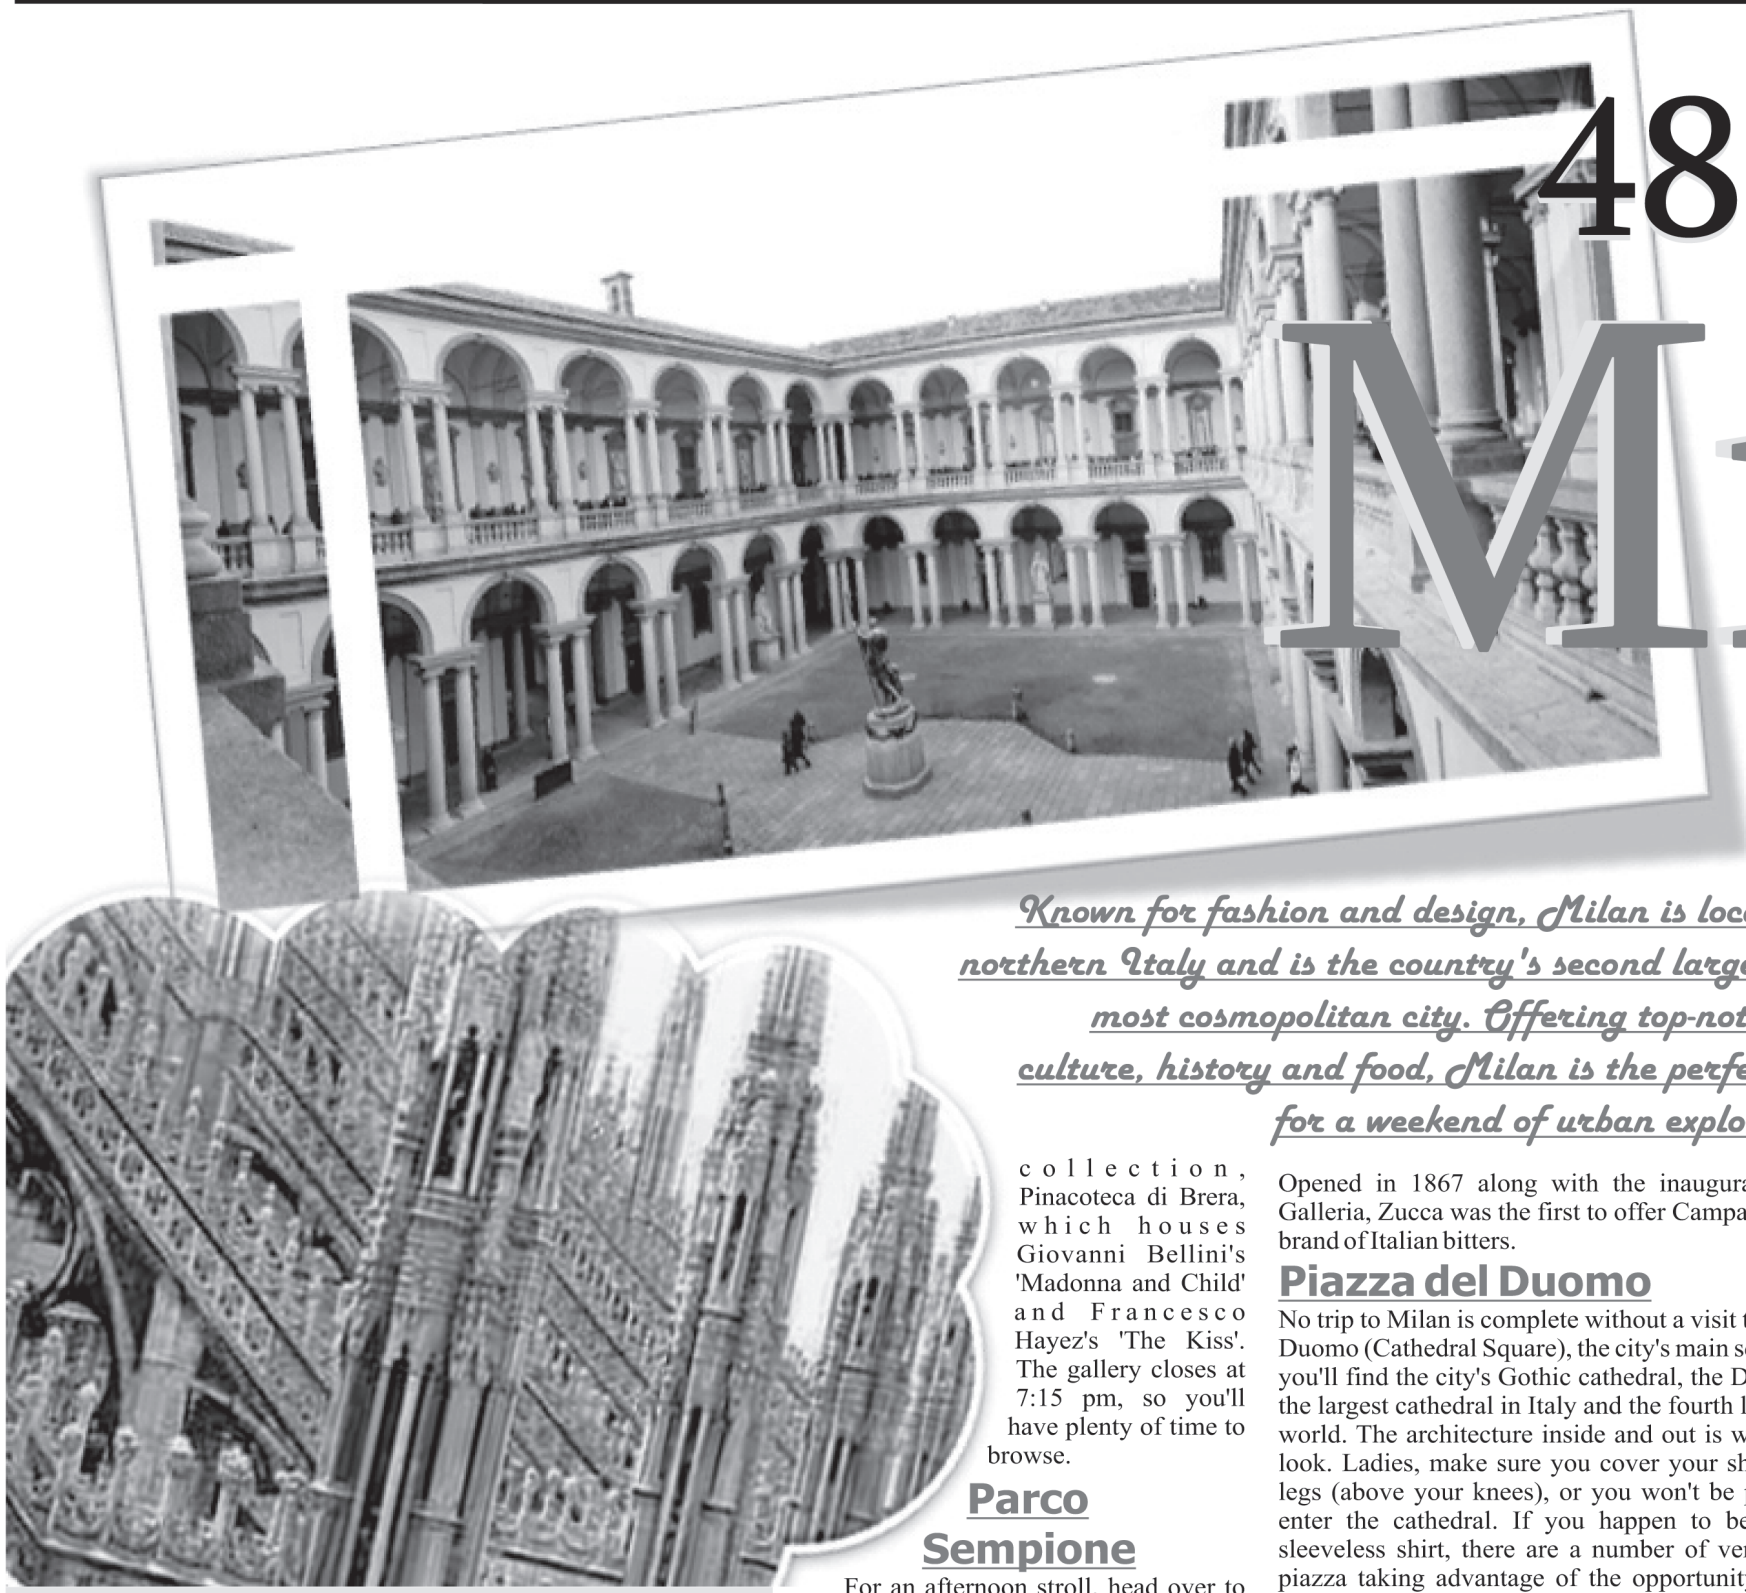 48
M
Known for fashion and design, Milan is loc
northern Italy and is the country's second large
most cosmopolitan city. Offering top-not
culture, history and food, Milan is the perfe
for a weekend of urban explo
collection,
Pinacoteca di Brera,
which houses
Giovanni Bellini's
'Madonna and Child'
and Francesco
Hayez's 'The Kiss'.
The gallery closes at
7:15 pm, so you'll
have plenty of time to
browse.
Parco
Sempione
For an afternoon stroll, head over to
Opened in 1867 along with the inaugura
Galleria, Zucca was the first to offer Campa
brand of Italian bitters.
Piazza del Duomo
No trip to Milan is complete without a visit t
Duomo (Cathedral Square), the city's main s
you'll find the city's Gothic cathedral, the D
the largest cathedral in Italy and the fourth l
world. The architecture inside and out is w
look. Ladies, make sure you cover your sh
legs (above your knees), or you won't be
enter the cathedral. If you happen to be
sleeveless shirt, there are a number of ve
piazza taking advantage of the opportunit